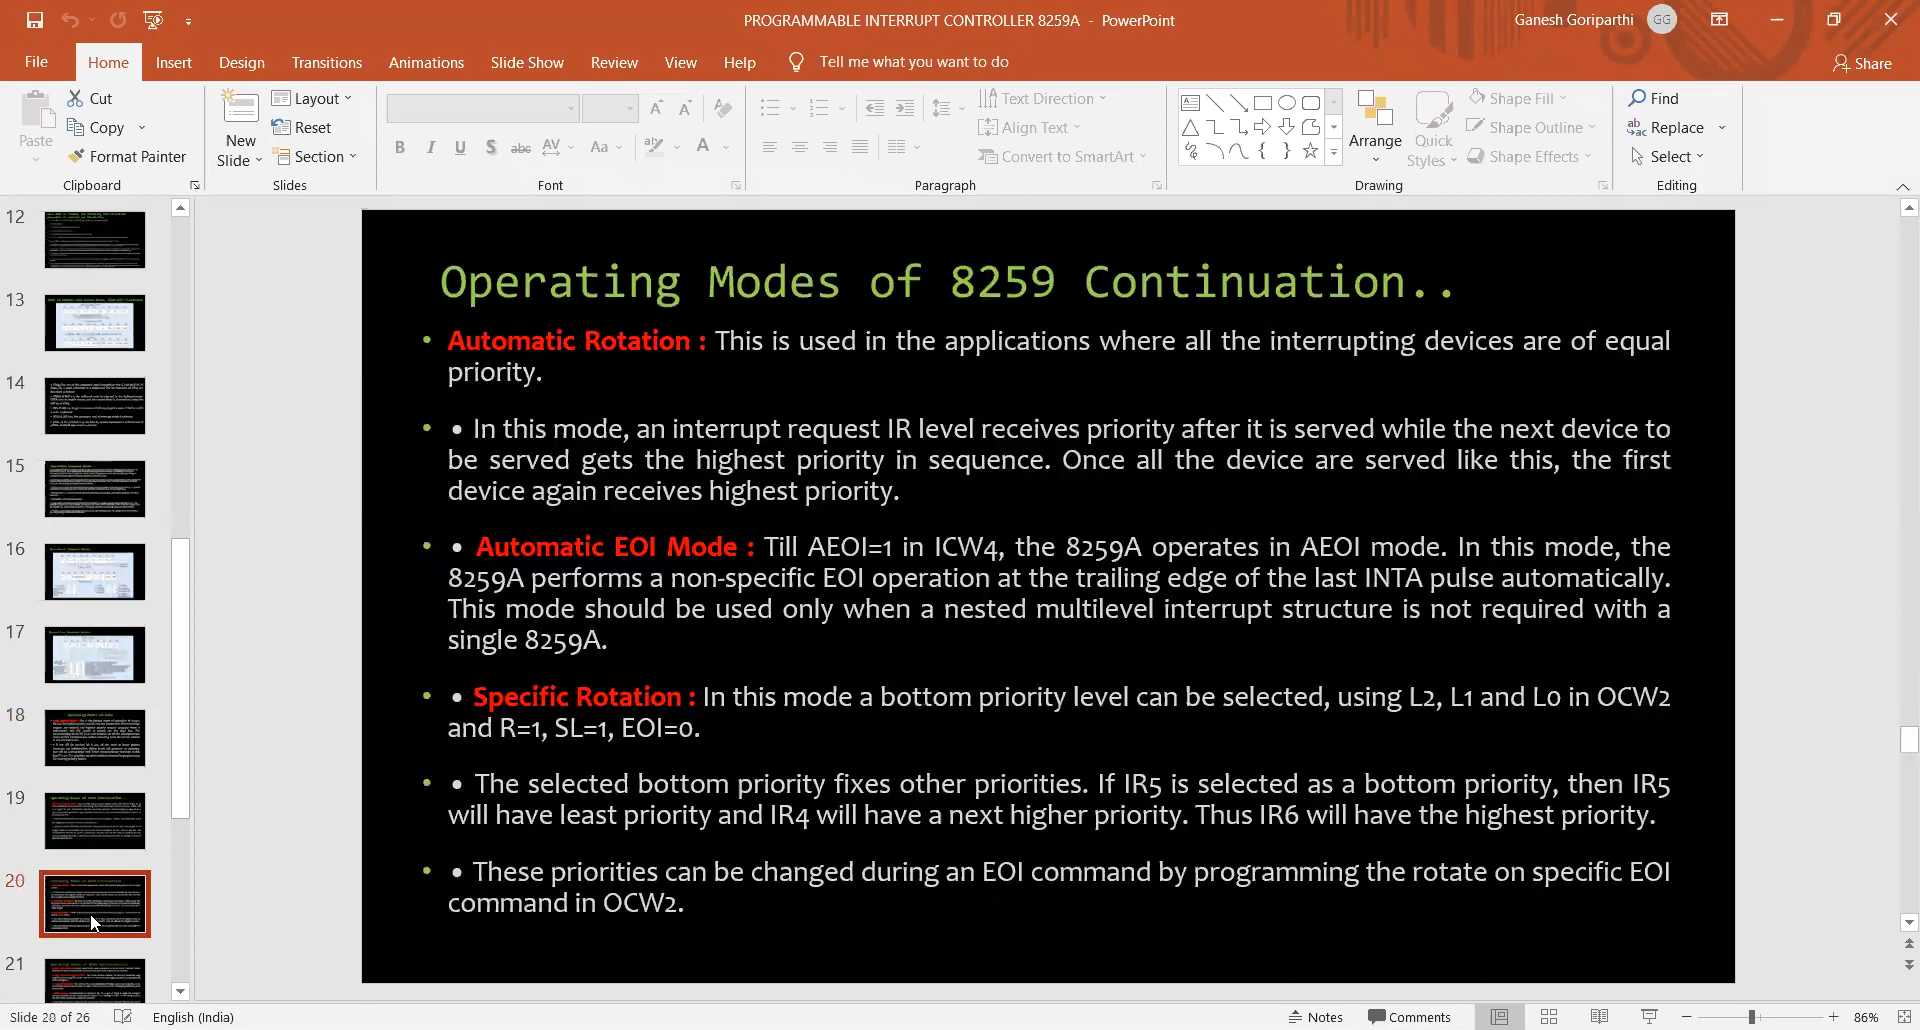 PROGRAMMABLE INTERRUPT CONTROLLER 8259A - PowerPoint
Ganesh Goriparthi GG
File Home Insert Design Transitions Animations Slide Show Review View Help Tell me what you want to do Share
Paste
Cut
Copy
Format Painter
Clipboard
New Slide
Layout
Reset
Section
Slides
B I U S abc AV Aa A
Font
Text Direction
Align Text
Convert to SmartArt
Paragraph
Arrange
Quick Styles
Shape Fill
Shape Outline
Shape Effects
Drawing
Find
Replace
Select
Editing
12
13
14
15
16
17
18
19
20
21
Operating Modes of 8259 Continuation..
• Automatic Rotation : This is used in the applications where all the interrupting devices are of equal
priority.
• • In this mode, an interrupt request IR level receives priority after it is served while the next device to
be served gets the highest priority in sequence. Once all the device are served like this, the first
device again receives highest priority.
• • Automatic EOI Mode : Till AEOI=1 in ICW4, the 8259A operates in AEOI mode. In this mode, the
8259A performs a non-specific EOI operation at the trailing edge of the last INTA pulse automatically.
This mode should be used only when a nested multilevel interrupt structure is not required with a
single 8259A.
• • Specific Rotation : In this mode a bottom priority level can be selected, using L2, L1 and L0 in OCW2
and R=1, SL=1, EOI=0.
• • The selected bottom priority fixes other priorities. If IR5 is selected as a bottom priority, then IR5
will have least priority and IR4 will have a next higher priority. Thus IR6 will have the highest priority.
• • These priorities can be changed during an EOI command by programming the rotate on specific EOI
command in OCW2.
Slide 20 of 26 English (India) Notes Comments 86%